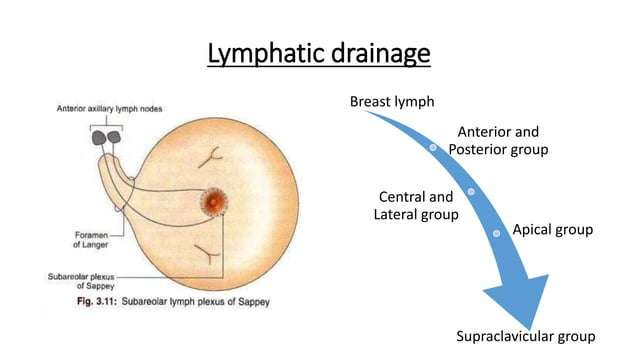 Lymphatic drainage
Anterior axillary lymph nodes
Foramen
of Langer
Subareolar plexus
of Sappey
Fig. 3.11: Subareolar lymph plexus of Sappey
Breast lymph
Anterior and
Posterior group
Central and
Lateral group
Apical group
Supraclavicular group